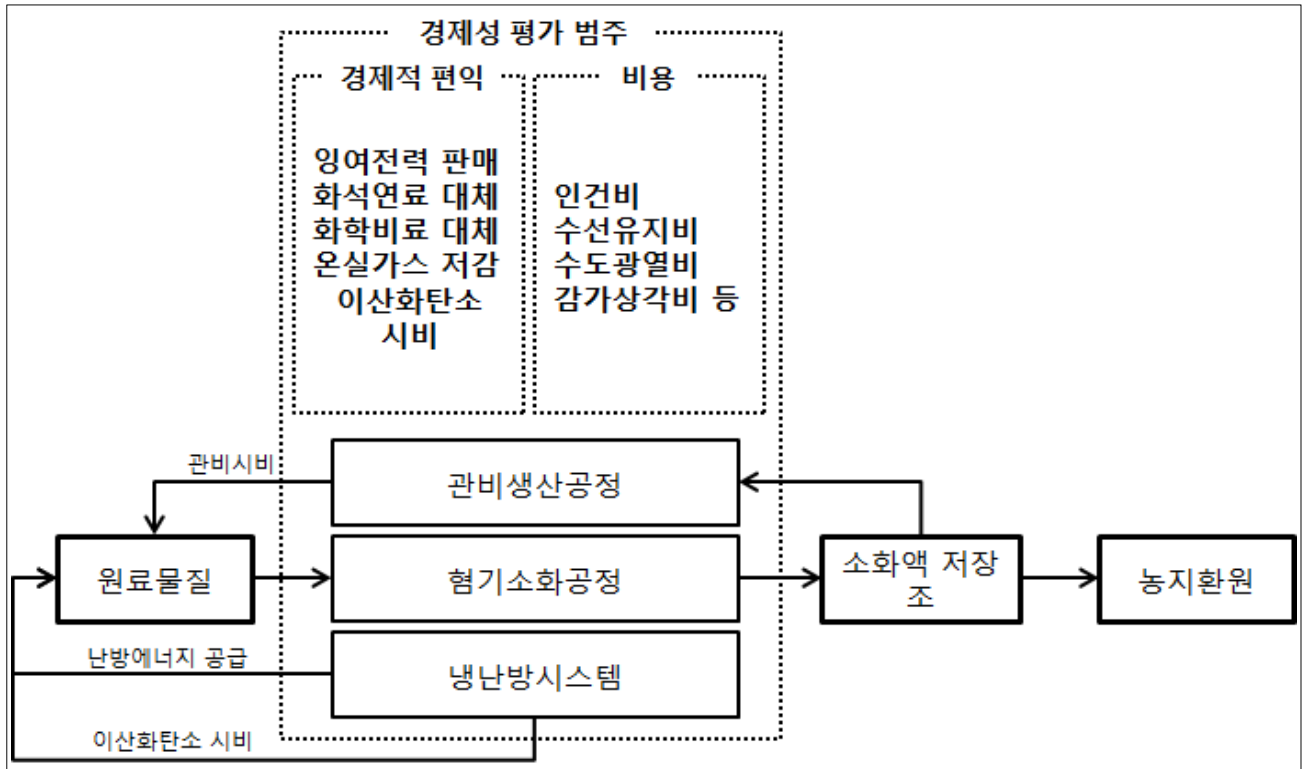 경제성 평가 범주
경제적 편익
비용
잉여전력 판매
화석연료 대체
화학비료 대체
온실가스 저감
이산화탄소
시비
인건비
수선유지비
수도광열비
감가상각비 등
관비시비
관비생산공정
원료물질
혐기소화공정
소화액 저장
조
농지환원
난방에너지 공급
냉난방시스템
이산화탄소 시비